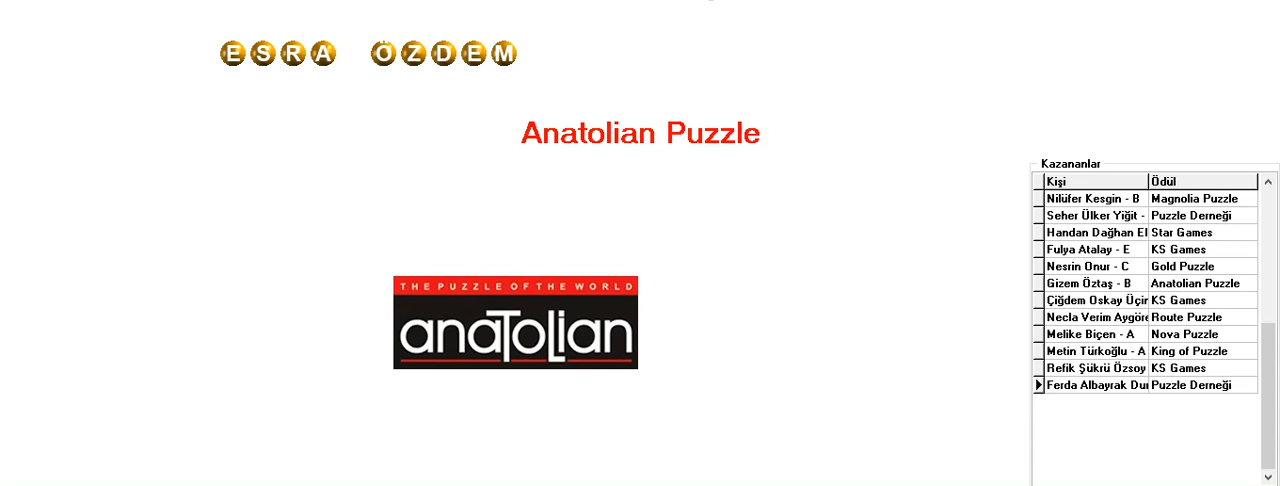 ESRA ÖZDEM
Anatolian Puzzle
THE PUZZLE OF THE WORLD
anaTolian
Kazananlar
Kişi Ödül
Nilüfer Kesgin - B Magnolia Puzzle
Seher Ülker Yiğit - Puzzle Derneği
Handan Dağhan El Star Games
Fulya Atalay - E KS Games
Nesrin Onur - C Gold Puzzle
Gizem Öztaş - B Anatolian Puzzle
Çiğdem Oskay Üçir KS Games
Necla Verim Aygöre Route Puzzle
Melike Biçen - A Nova Puzzle
Metin Türkoğlu - A King of Puzzle
Refik Şükrü Özsoy KS Games
Ferda Albayrak Dur Puzzle Derneği